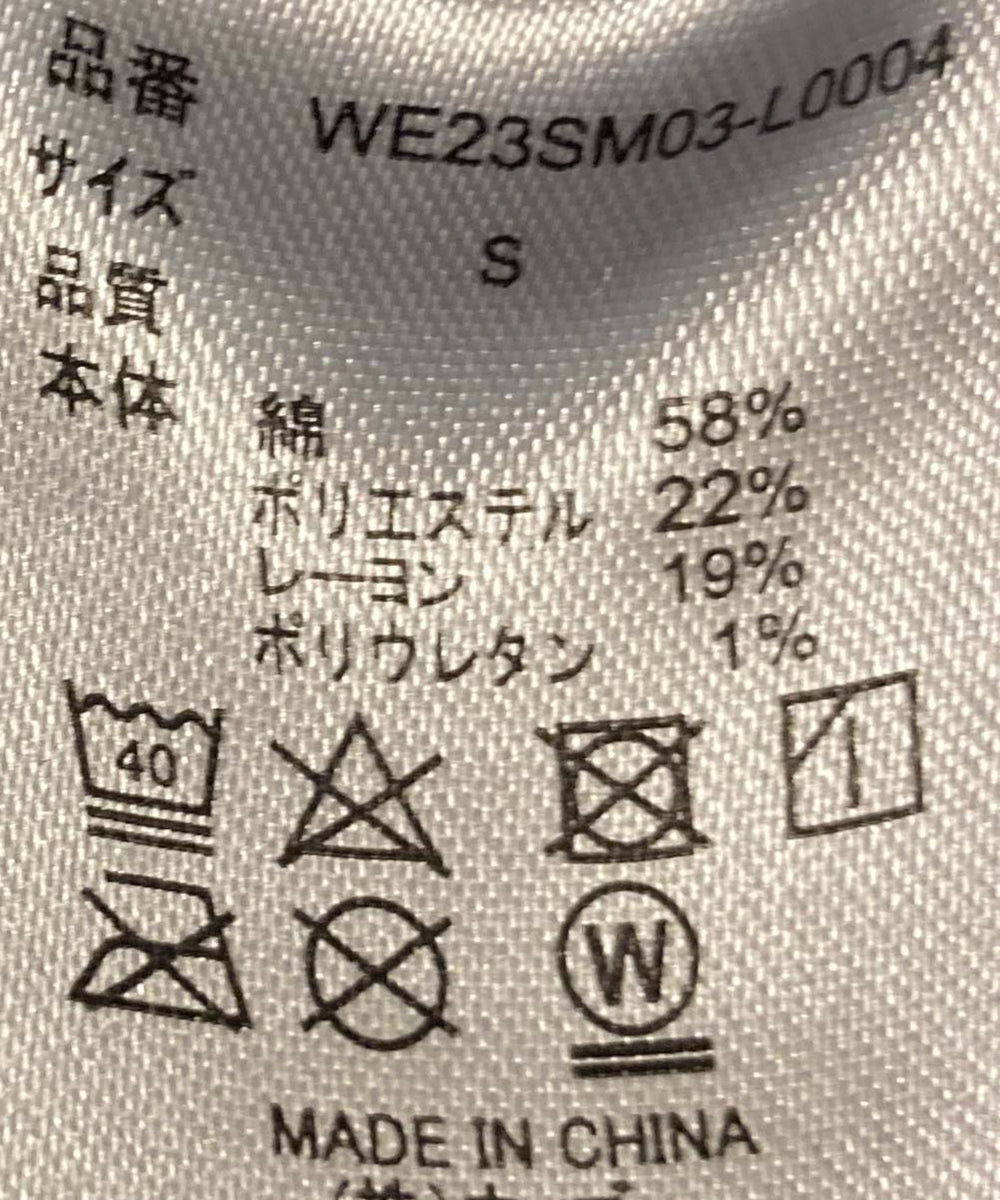 品番 WE23SM03-L0004
サイズ S
品質
本体
綿 58%
ポリエステル 22%
レーヨン 19%
ポリウレタン 1%
40
W
MADE IN CHINA